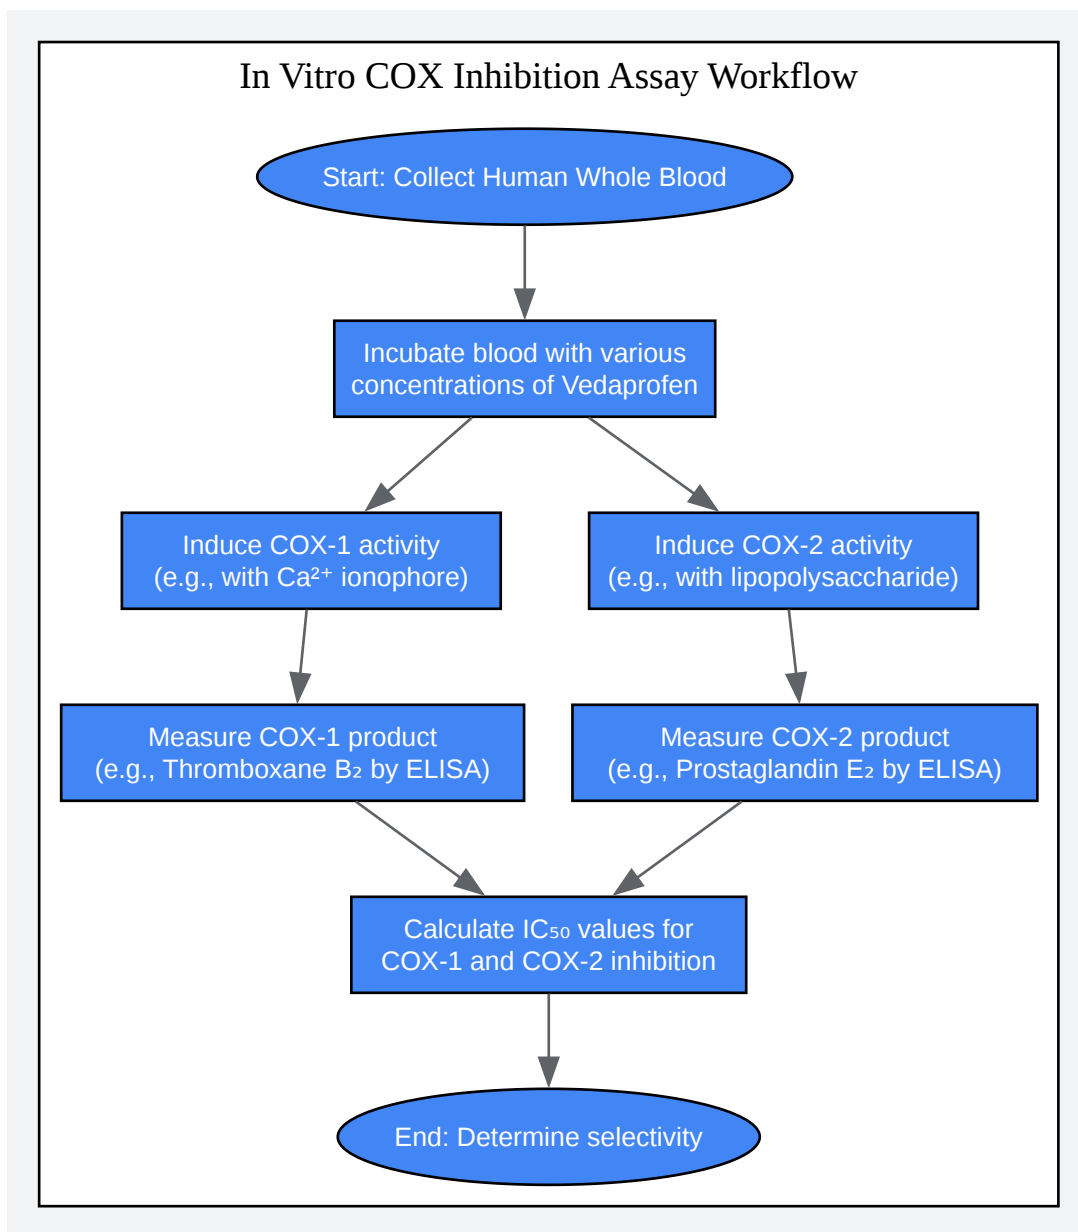 In Vitro COX Inhibition Assay Workflow
Start: Collect Human Whole Blood
Incubate blood with various
concentrations of Vedaprofen
Induce COX-1 activity
(e.g., with Ca²⁺ ionophore)
Induce COX-2 activity
(e.g., with lipopolysaccharide)
Measure COX-1 product
(e.g., Thromboxane B₂ by ELISA)
Measure COX-2 product
(e.g., Prostaglandin E₂ by ELISA)
Calculate IC₅₀ values for
COX-1 and COX-2 inhibition
End: Determine selectivity